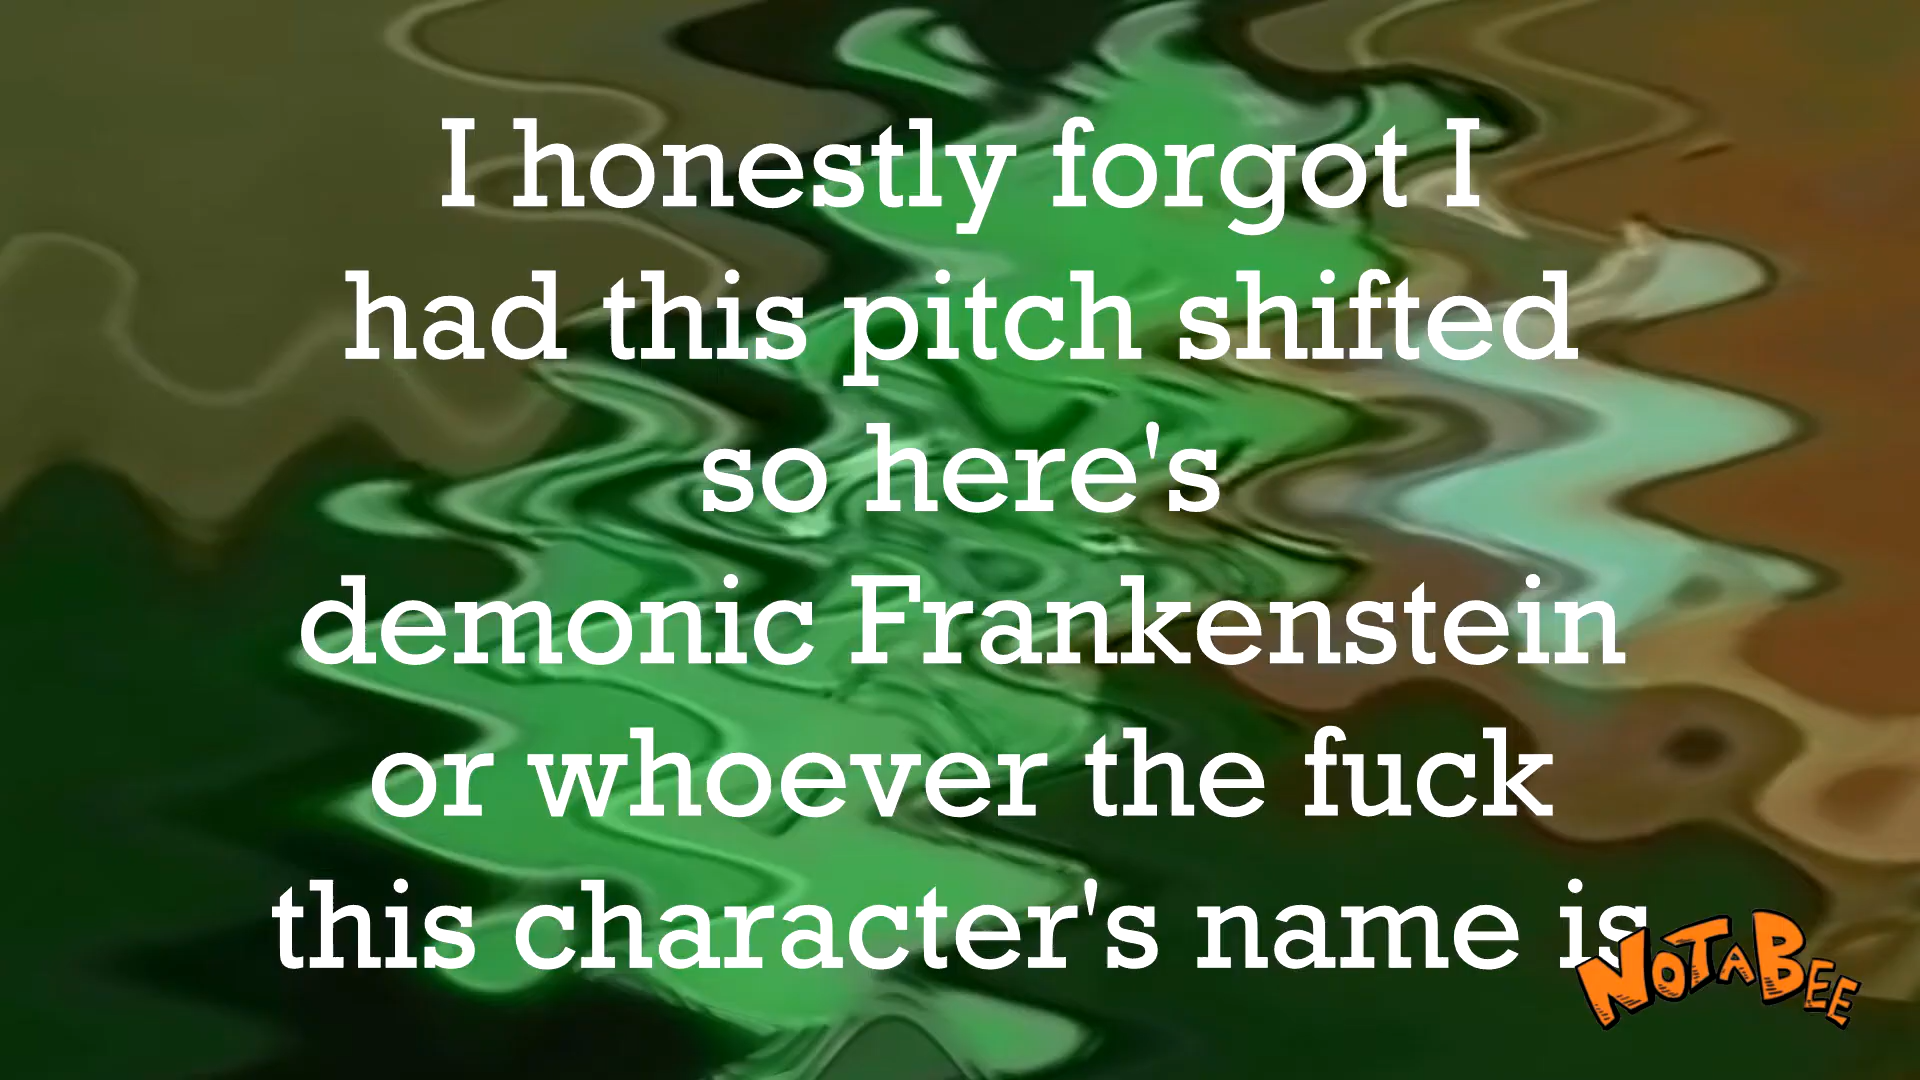 I honestly forgot I
had this pitch shifted
so here's
demonic Frankenstein
or whoever the fuck
this character's name is
NOTABEE